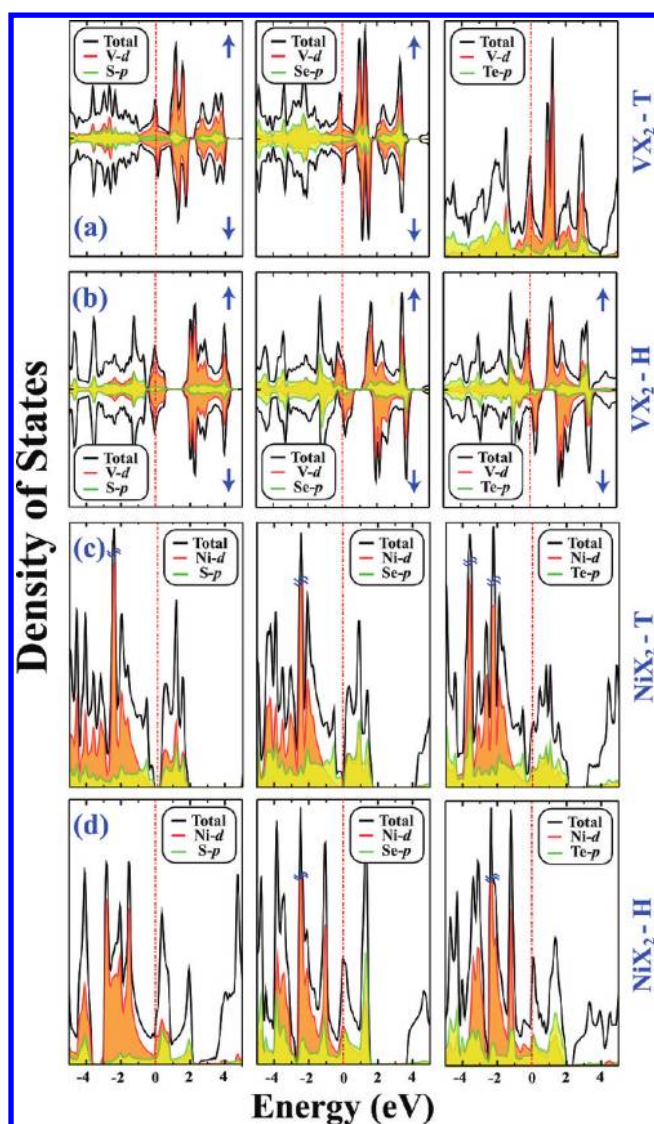 Total Total Total
V-d V-d V-d
S-p Se-p Te-p
(a)
VX2 - T
(b)
Total Total Total
V-d V-d V-d
S-p Se-p Te-p
VX2 - H
Density of States
(c)
Total Total Total
Ni-d Ni-d Ni-d
S-p Se-p Te-p
NiX2 - T
(d)
Total Total Total
Ni-d Ni-d Ni-d
S-p Se-p Te-p
NiX2 - H
-4 -2 0 2 4 -4 -2 0 2 4 -4 -2 0 2 4
Energy (eV)